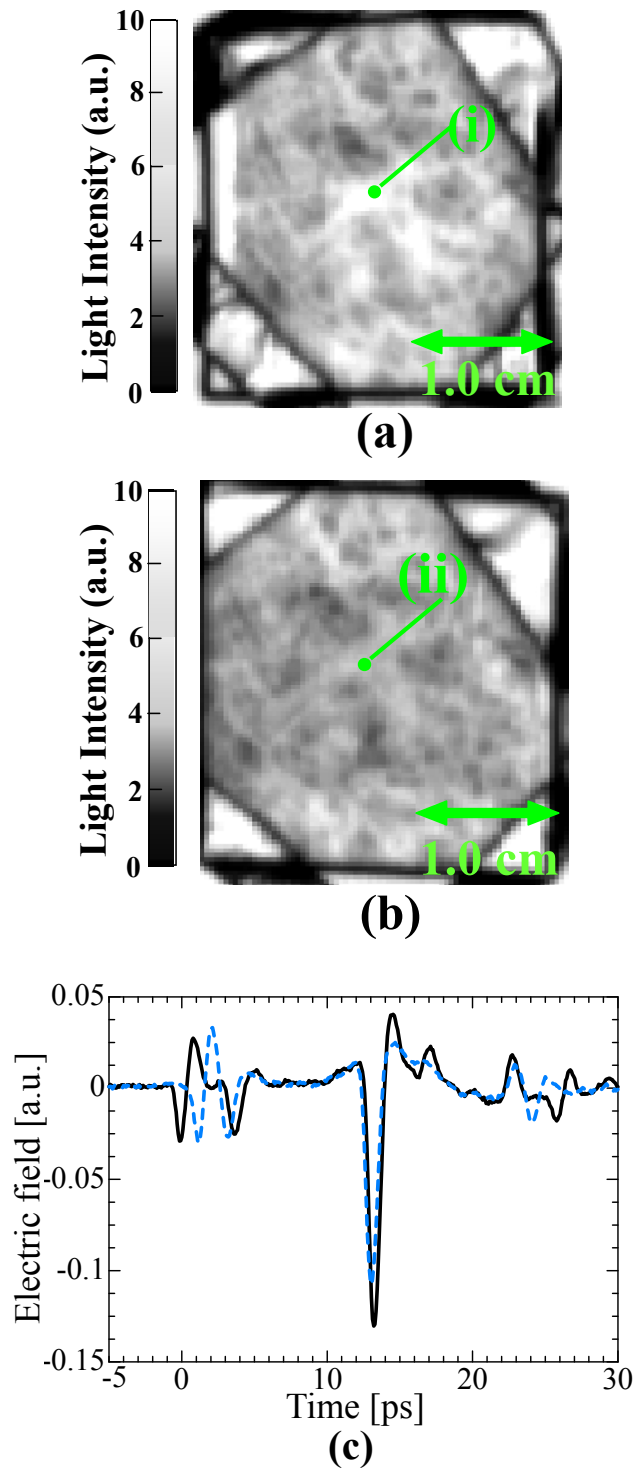 10
8
6
4
2
0
Light Intensity (a.u.)
(i)
1.0 cm
(a)
10
8
6
4
2
0
Light Intensity (a.u.)
(ii)
1.0 cm
(b)
0.05
0
-0.05
-0.1
-0.15
Electric field [a.u.]
-5 0 10 20 30
Time [ps]
(c)